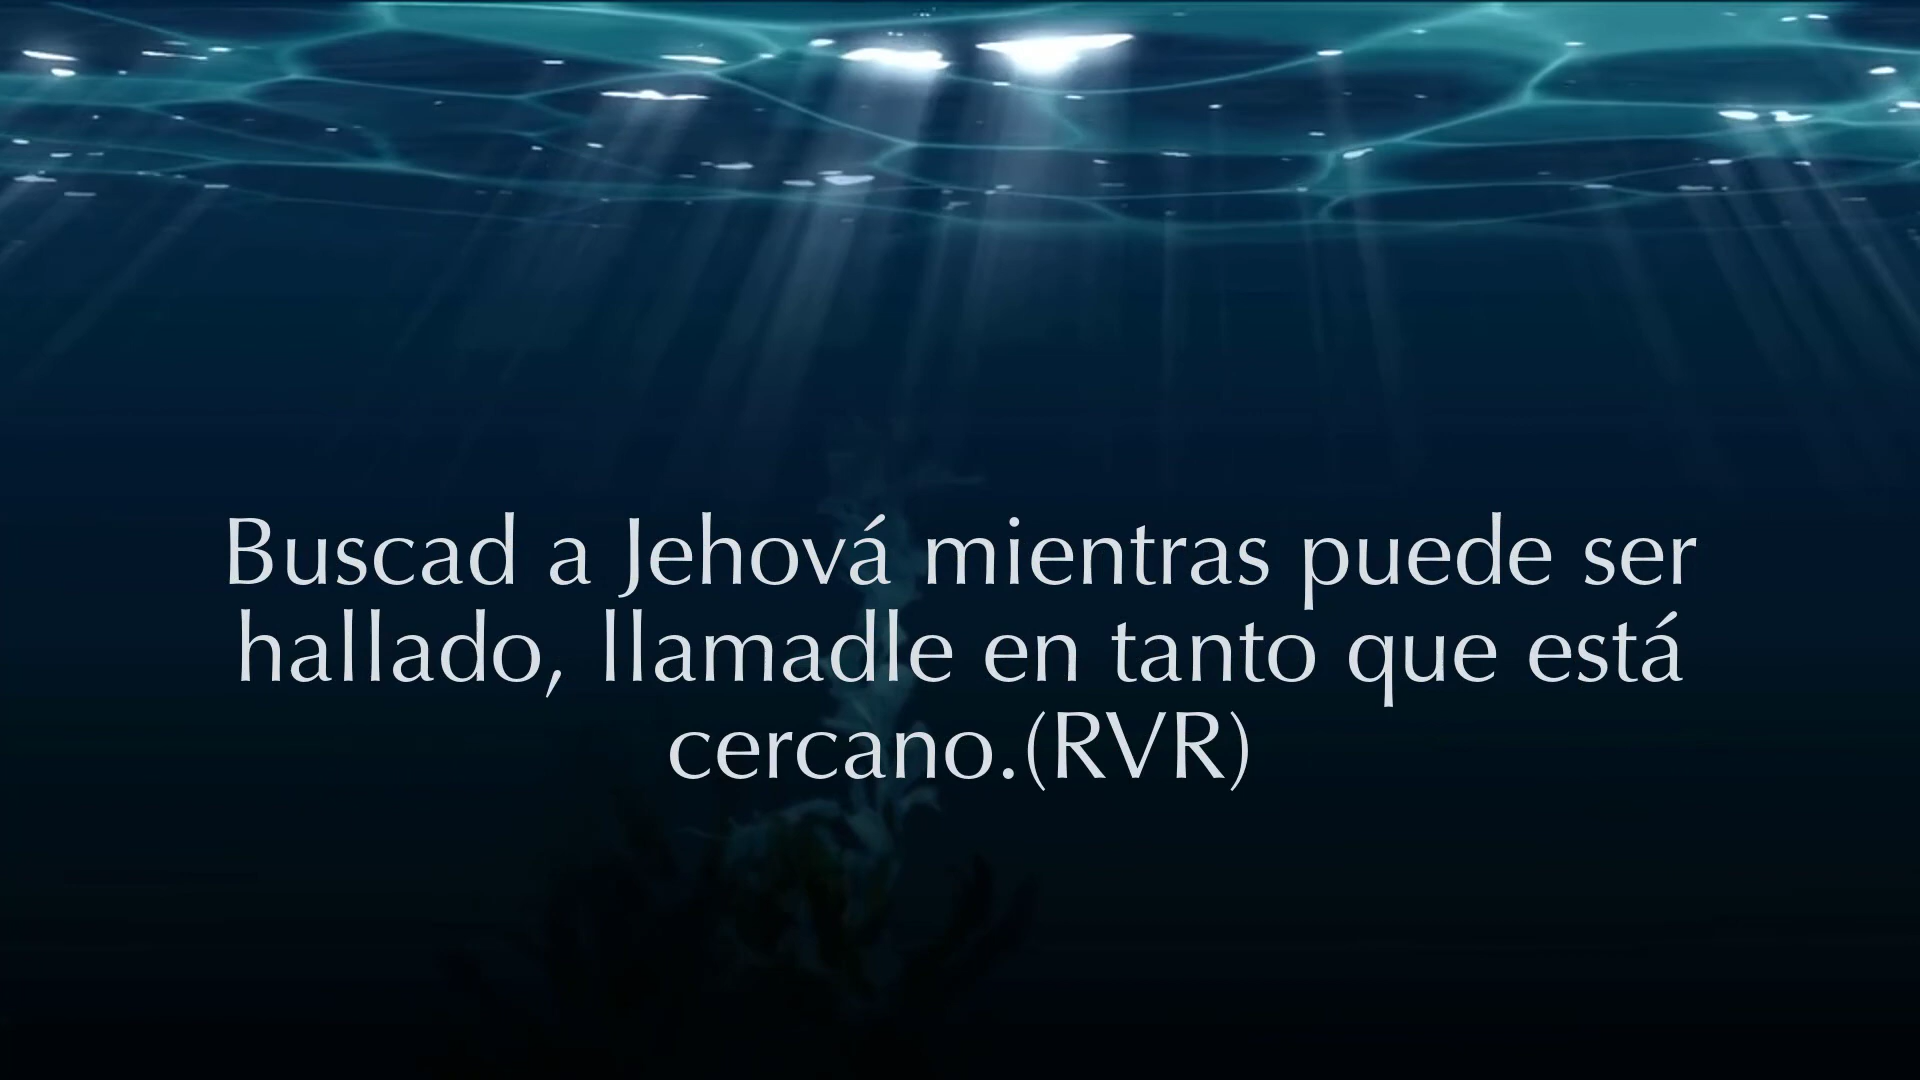 Buscad a Jehová mientras puede ser
hallado, llamadle en tanto que está
cercano.(RVR)